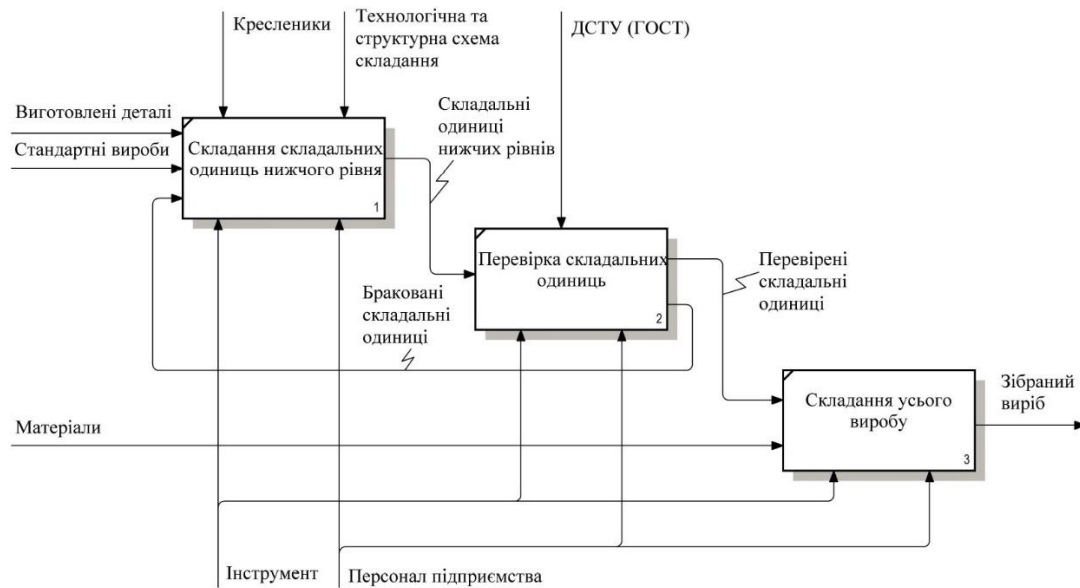 Кресленики
Технологічна та
структурна схема
складання
ДСТУ (ГОСТ)
Виготовлені деталі
Стандартні вироби
Складання складальних
одиниць нижчого рівня
1
Складальні
одиниці
нижчих рівнів
Перевірка складальних
одиниць
2
Перевірені
складальні
одиниці
Браковані
складальні
одиниці
Складання усього
виробу
3
Зібраний
виріб
Матеріали
Інструмент
Персонал підприємства